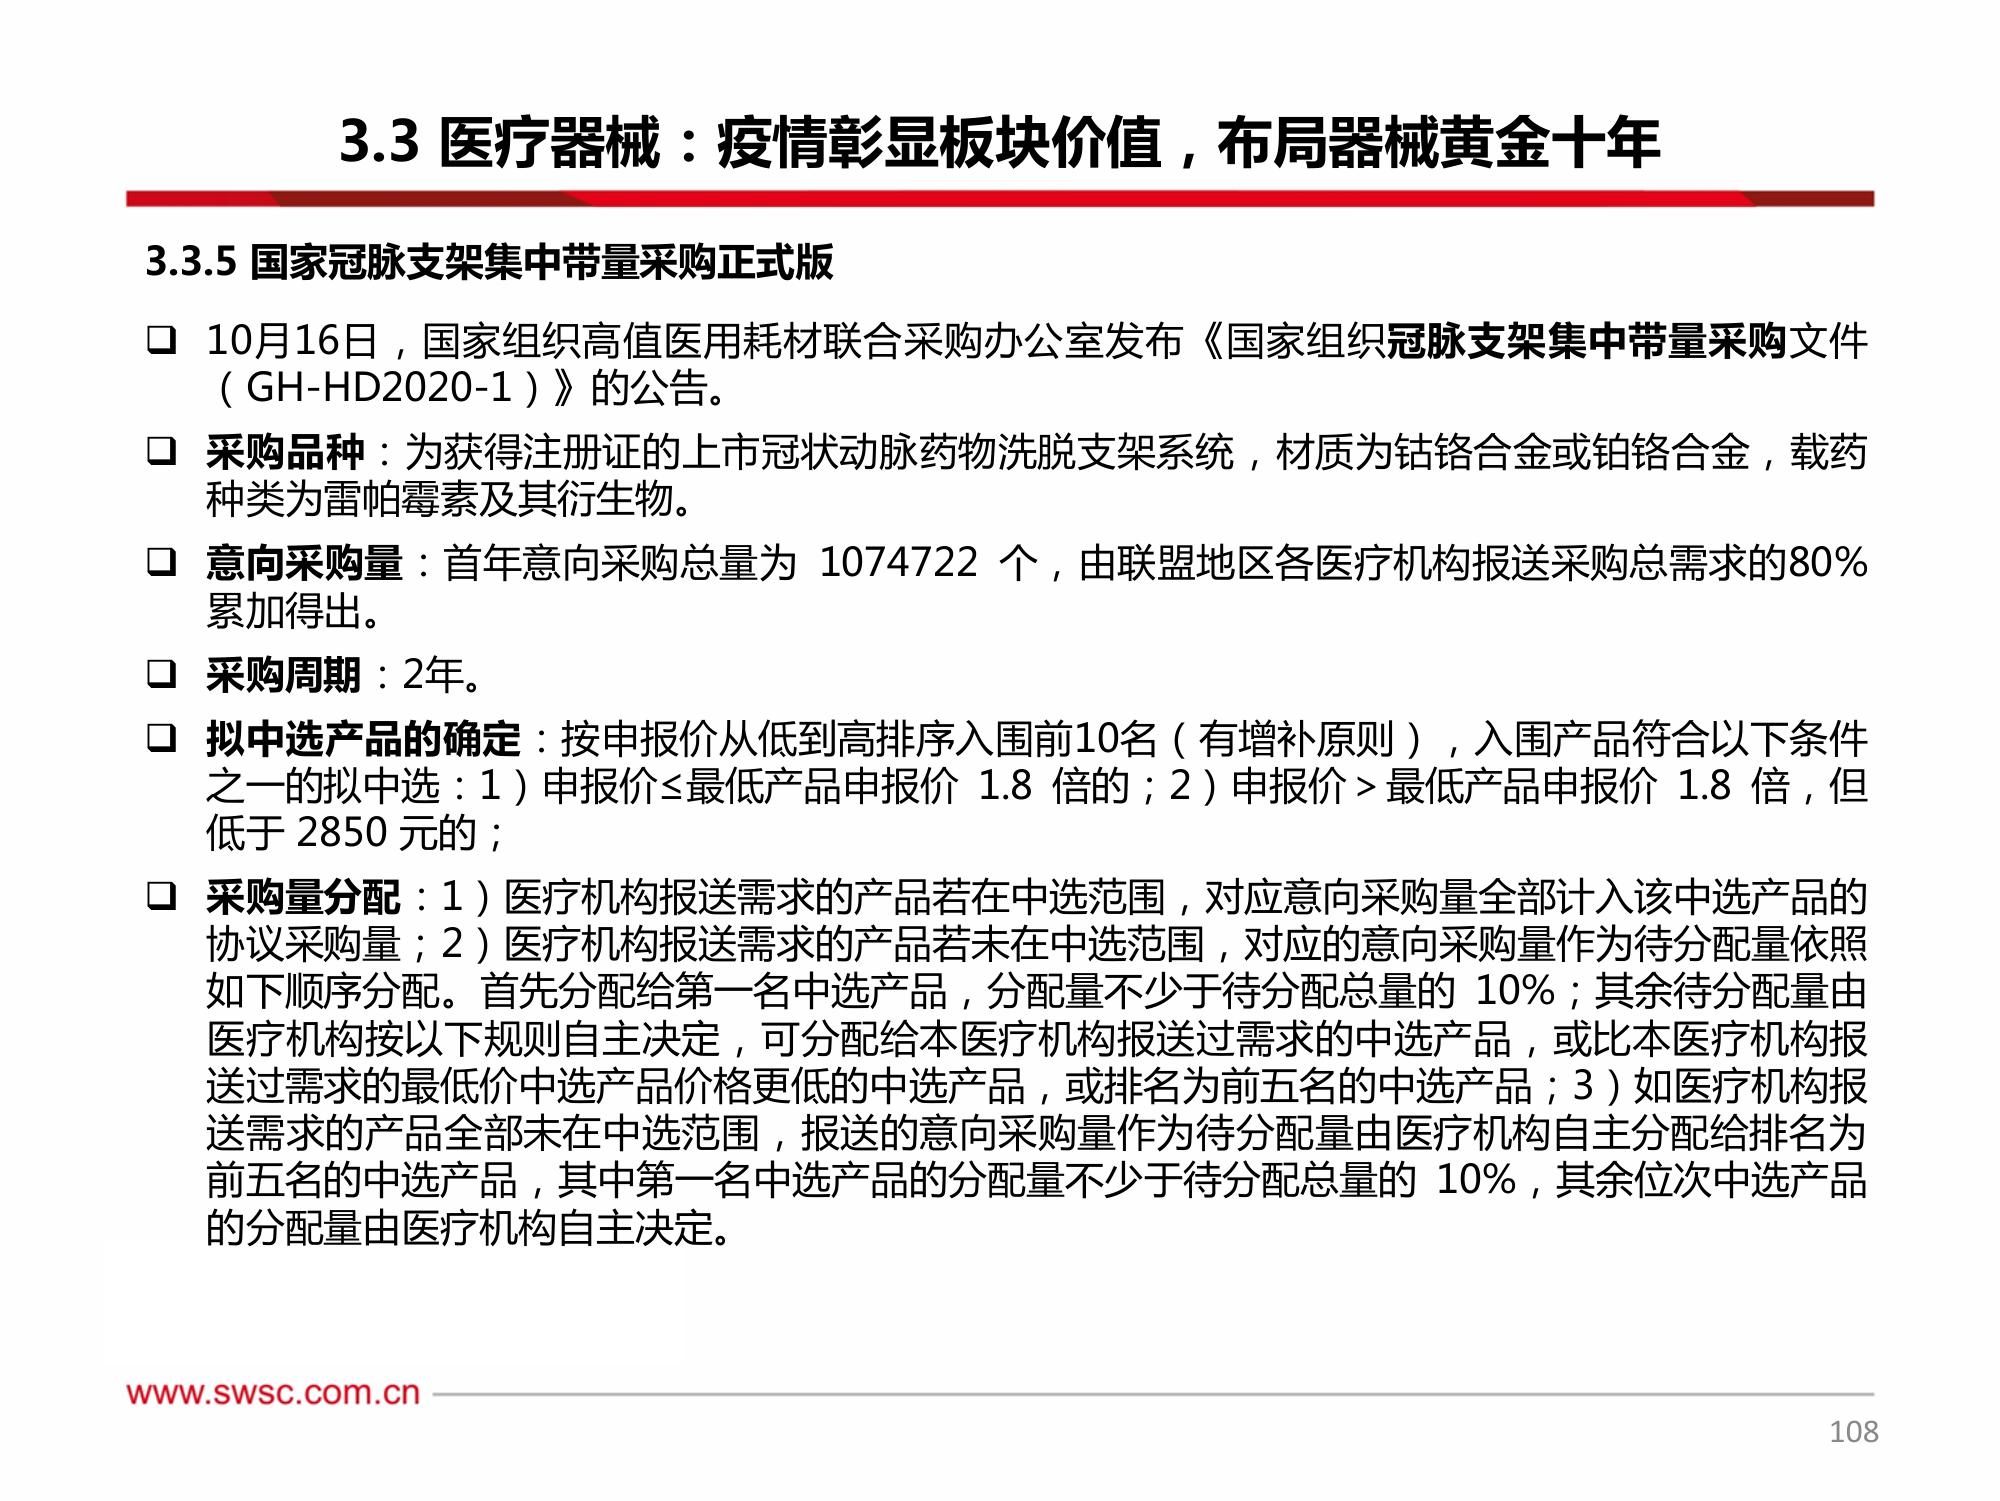 3.3 医疗器械：疫情彰显板块价值，布局器械黄金十年
3.3.5 国家冠脉支架集中带量采购正式版
❑ 10月16日，国家组织高值医用耗材联合采购办公室发布《国家组织冠脉支架集中带量采购文件
（GH-HD2020-1）》的公告。
❑ 采购品种：为获得注册证的上市冠状动脉药物洗脱支架系统，材质为钴铬合金或铂铬合金，载药
种类为雷帕霉素及其衍生物。
❑ 意向采购量：首年意向采购总量为 1074722 个，由联盟地区各医疗机构报送采购总需求的80%
累加得出。
❑ 采购周期：2年。
❑ 拟中选产品的确定：按申报价从低到高排序入围前10名（有增补原则），入围产品符合以下条件
之一的拟中选：1）申报价≤最低产品申报价 1.8 倍的；2）申报价＞最低产品申报价 1.8 倍，但
低于 2850 元的；
❑ 采购量分配：1）医疗机构报送需求的产品若在中选范围，对应意向采购量全部计入该中选产品的
协议采购量；2）医疗机构报送需求的产品若未在中选范围，对应的意向采购量作为待分配量依照
如下顺序分配。首先分配给第一名中选产品，分配量不少于待分配总量的 10%；其余待分配量由
医疗机构按以下规则自主决定，可分配给本医疗机构报送过需求的中选产品，或比本医疗机构报
送过需求的最低价中选产品价格更低的中选产品，或排名为前五名的中选产品；3）如医疗机构报
送需求的产品全部未在中选范围，报送的意向采购量作为待分配量由医疗机构自主分配给排名为
前五名的中选产品，其中第一名中选产品的分配量不少于待分配总量的 10%，其余位次中选产品
的分配量由医疗机构自主决定。
www.swsc.com.cn
108